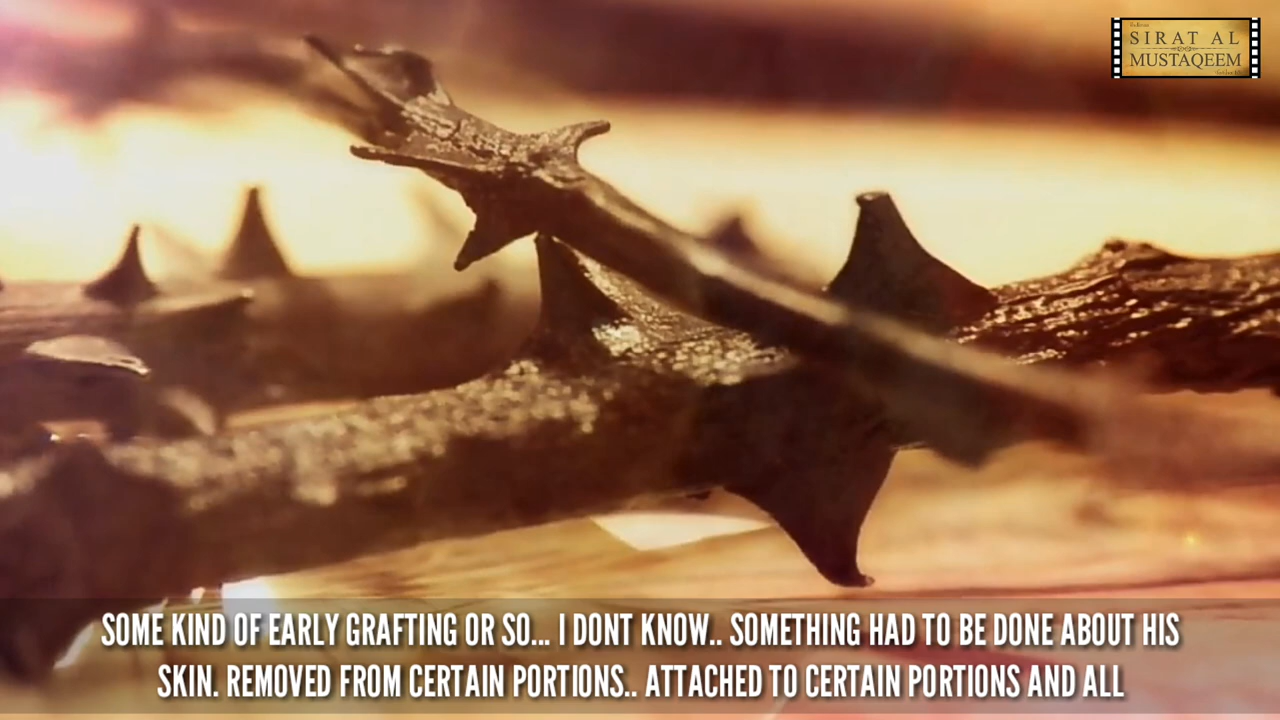 SIRAT AL
MUSTAQEEM
SOME KIND OF EARLY GRAFTING OR SO... I DONT KNOW.. SOMETHING HAD TO BE DONE ABOUT HIS
SKIN. REMOVED FROM CERTAIN PORTIONS.. ATTACHED TO CERTAIN PORTIONS AND ALL